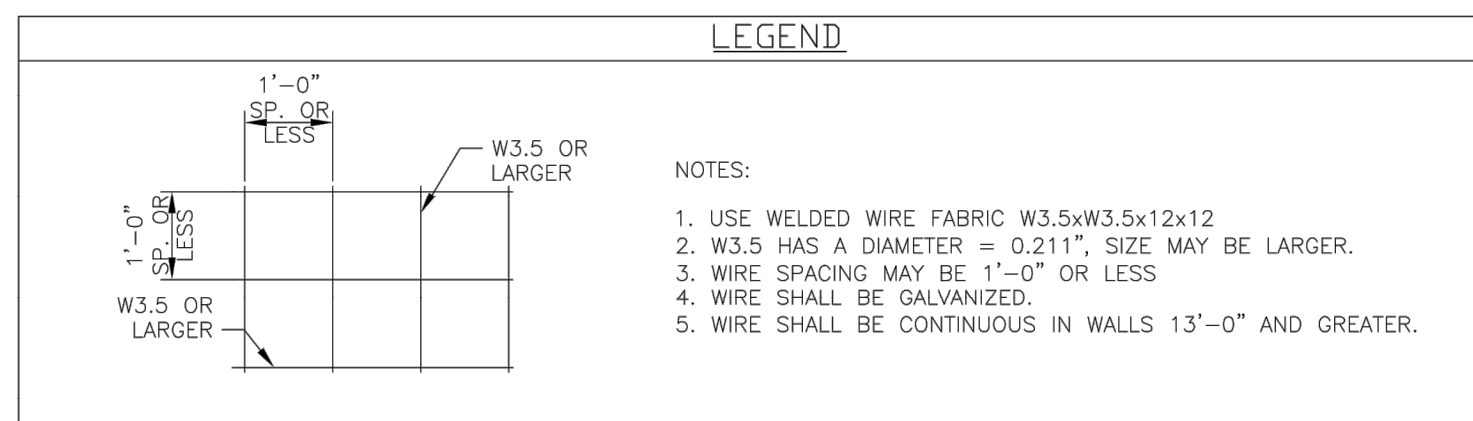 LEGEND
1'-0"
SP. OR
LESS
W3.5 OR
LARGER
1'-0"
SP. OR
LESS
W3.5 OR
LARGER
NOTES:
1. USE WELDED WIRE FABRIC W3.5xW3.5x12x12
2. W3.5 HAS A DIAMETER = 0.211", SIZE MAY BE LARGER.
3. WIRE SPACING MAY BE 1'-0" OR LESS
4. WIRE SHALL BE GALVANIZED.
5. WIRE SHALL BE CONTINUOUS IN WALLS 13'-0" AND GREATER.